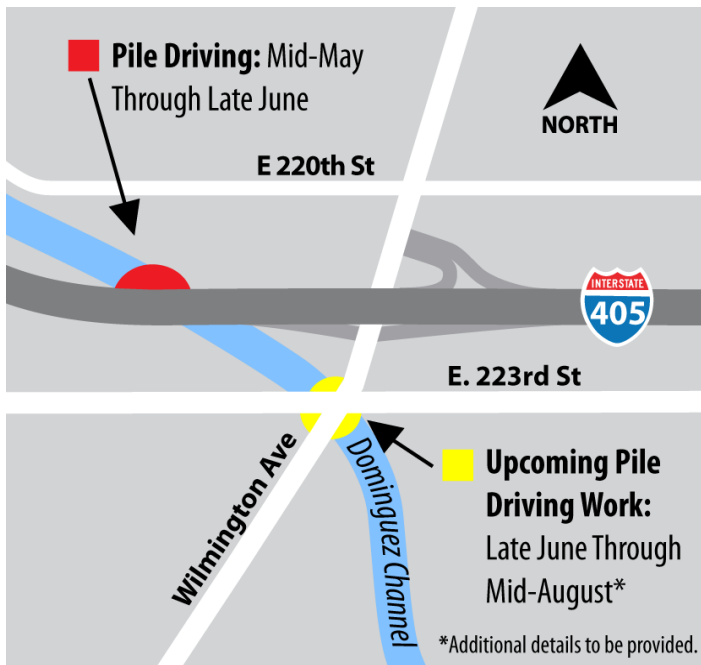 Pile Driving: Mid-May
Through Late June
NORTH
E 220th St
INTERSTATE
405
E. 223rd St
Wilmington Ave
Dominguez Channel
Upcoming Pile
Driving Work:
Late June Through
Mid-August*
*Additional details to be provided.